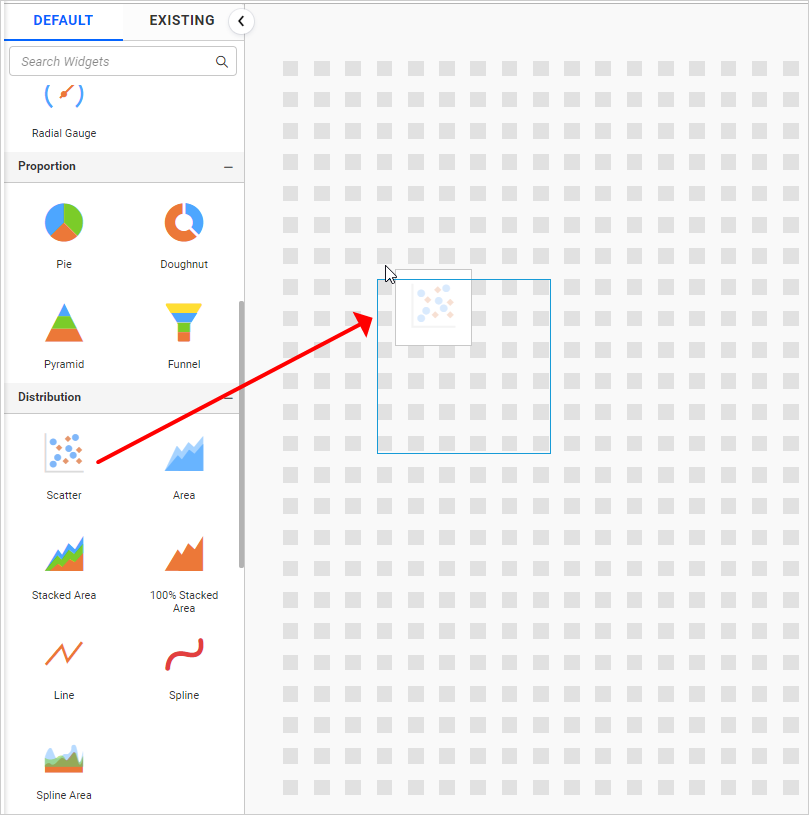 DEFAULT
EXISTING
Search Widgets
Radial Gauge
Proportion
Pie
Doughnut
Pyramid
Funnel
Distribution
Scatter
Area
Stacked Area
100% Stacked
Area
Line
Spline
Spline Area